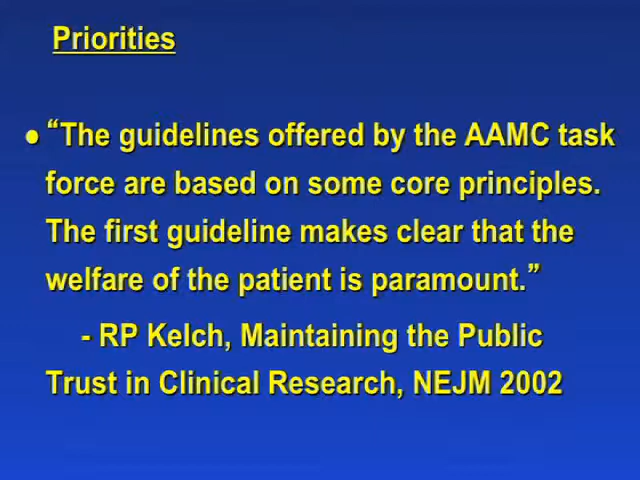 Priorities
● “The guidelines offered by the AAMC task
force are based on some core principles.
The first guideline makes clear that the
welfare of the patient is paramount.”
- RP Kelch, Maintaining the Public
Trust in Clinical Research, NEJM 2002